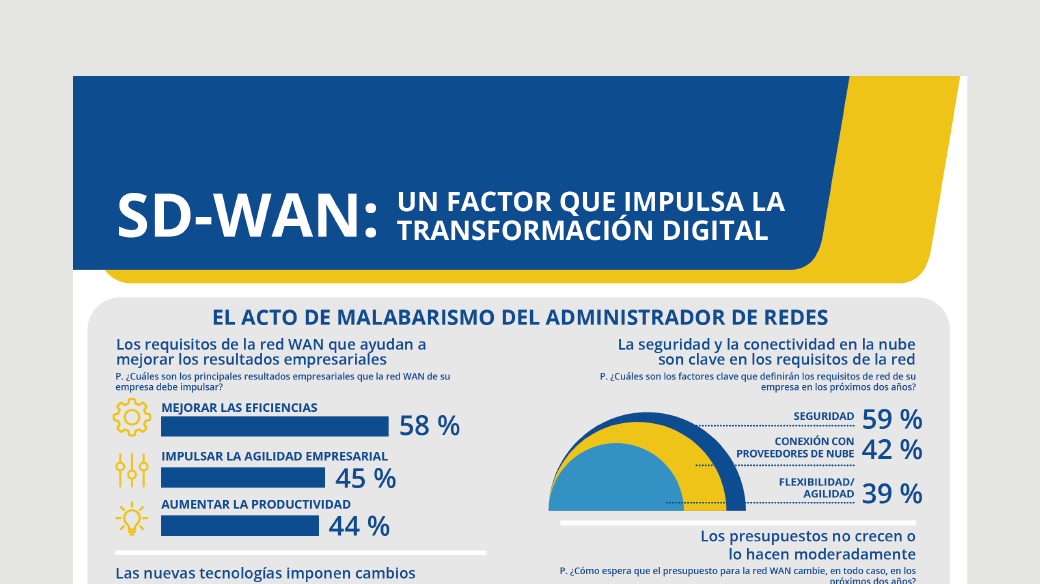 SD-WAN: UN FACTOR QUE IMPULSA LA
TRANSFORMACIÓN DIGITAL
EL ACTO DE MALABARISMO DEL ADMINISTRADOR DE REDES
Los requisitos de la red WAN que ayudan a
mejorar los resultados empresariales
P. ¿Cuáles son los principales resultados empresariales que la red WAN de su
empresa debe impulsar?
MEJORAR LAS EFICIENCIAS
58 %
IMPULSAR LA AGILIDAD EMPRESARIAL
45 %
AUMENTAR LA PRODUCTIVIDAD
44 %
Las nuevas tecnologías imponen cambios
La seguridad y la conectividad en la nube
son clave en los requisitos de la red
P. ¿Cuáles son los factores clave que definirán los requisitos de red de su
empresa en los próximos dos años?
SEGURIDAD 59 %
CONEXIÓN CON
PROVEEDORES DE NUBE 42 %
FLEXIBILIDAD/
AGILIDAD 39 %
Los presupuestos no crecen o
lo hacen moderadamente
P. ¿Cómo espera que el presupuesto para la red WAN cambie, en todo caso, en los
próximos dos años?